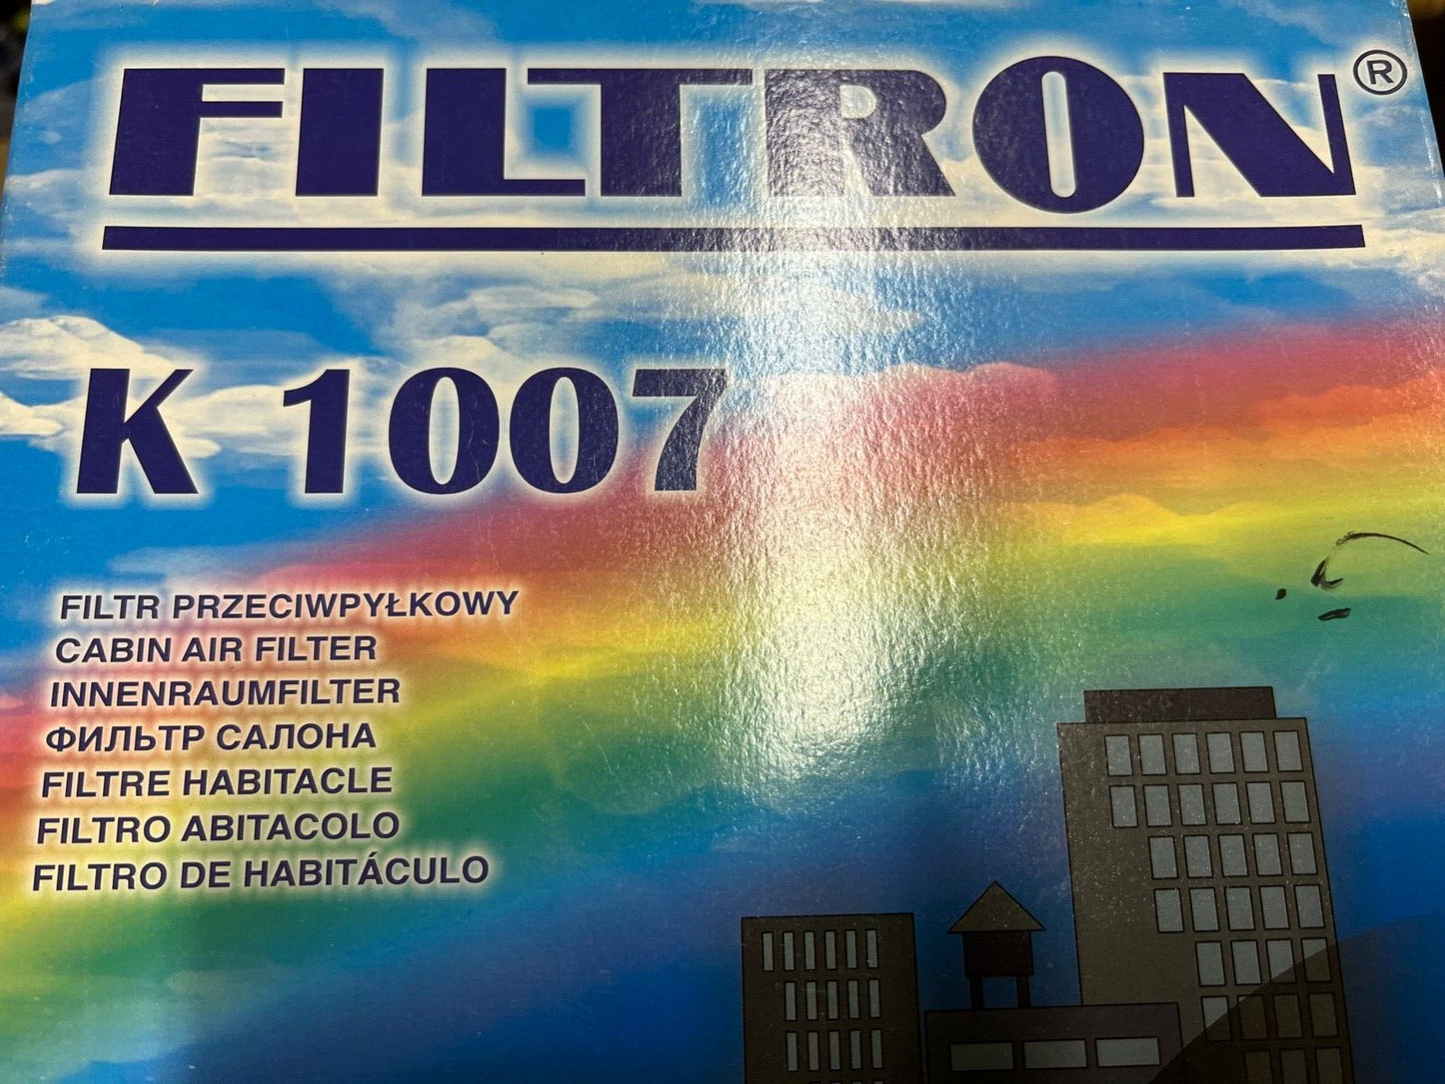 FILTRON®
K 1007
FILTR PRZECIWPYŁKOWY
CABIN AIR FILTER
INNENRAUMFILTER
ФИЛЬТР САЛОНА
FILTRE HABITACLE
FILTRO ABITACOLO
FILTRO DE HABITÁCULO